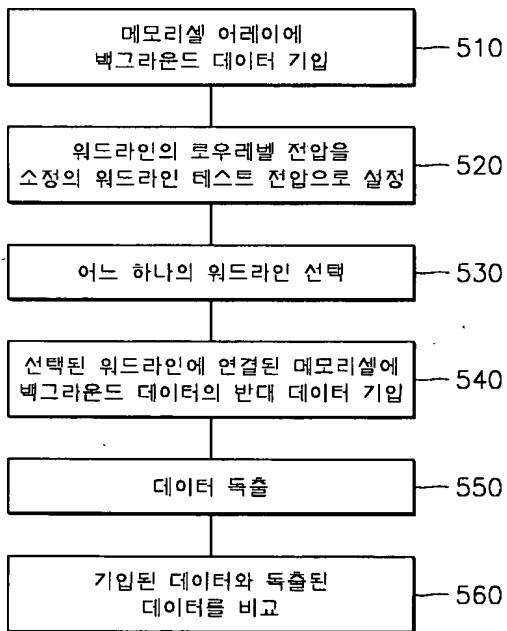 메모리셀 어레이에
백그라운드 데이터 기입
510
워드라인의 로우레벨 전압을
소정의 워드라인 테스트 전압으로 설정
520
어느 하나의 워드라인 선택
530
선택된 워드라인에 연결된 메모리셀에
백그라운드 데이터의 반대 데이터 기입
540
데이터 독출
550
기입된 데이터와 독출된
데이터를 비교
560